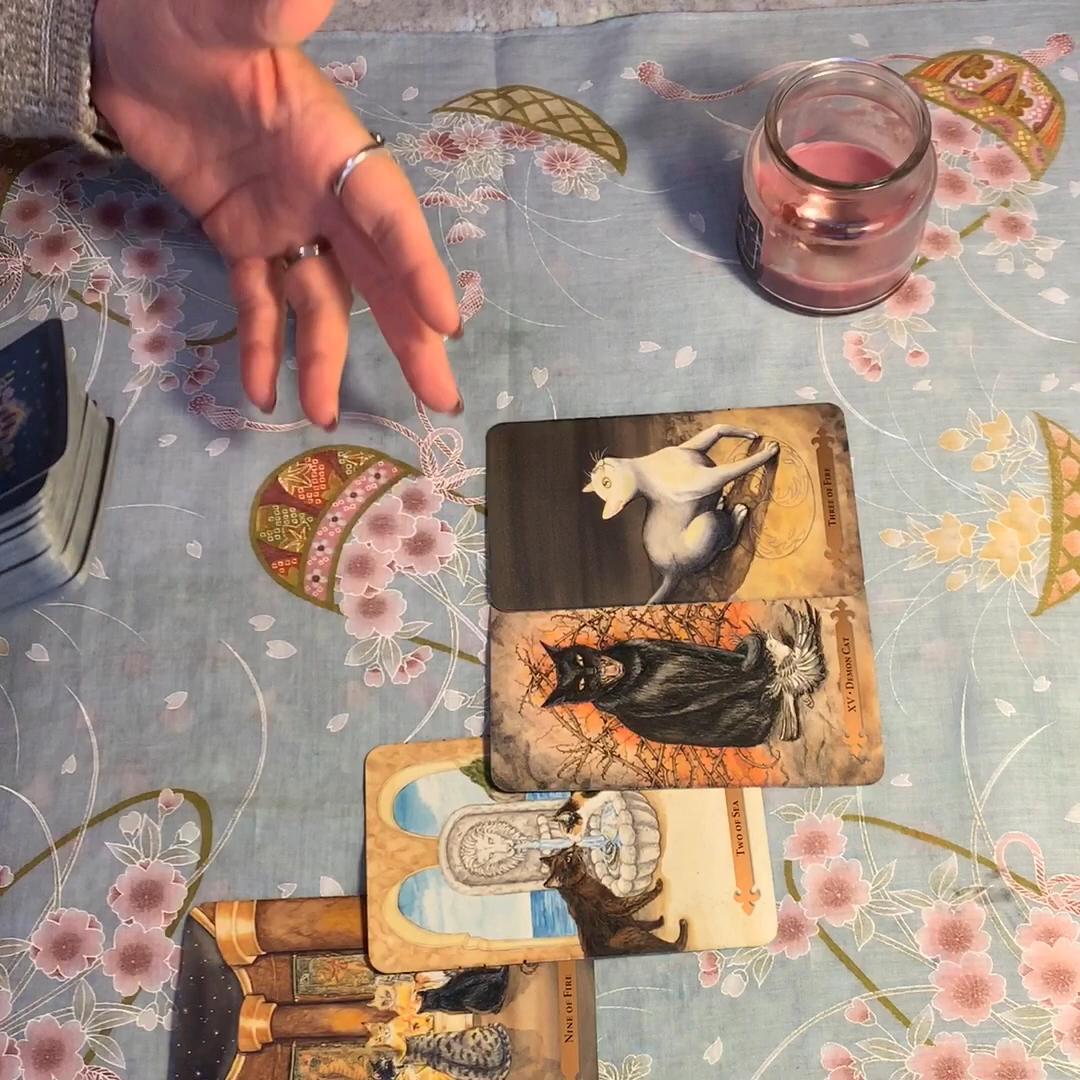 THREE OF FIRE
XV • DEMON CAT
TWO OF SEA
NINE OF FIRE